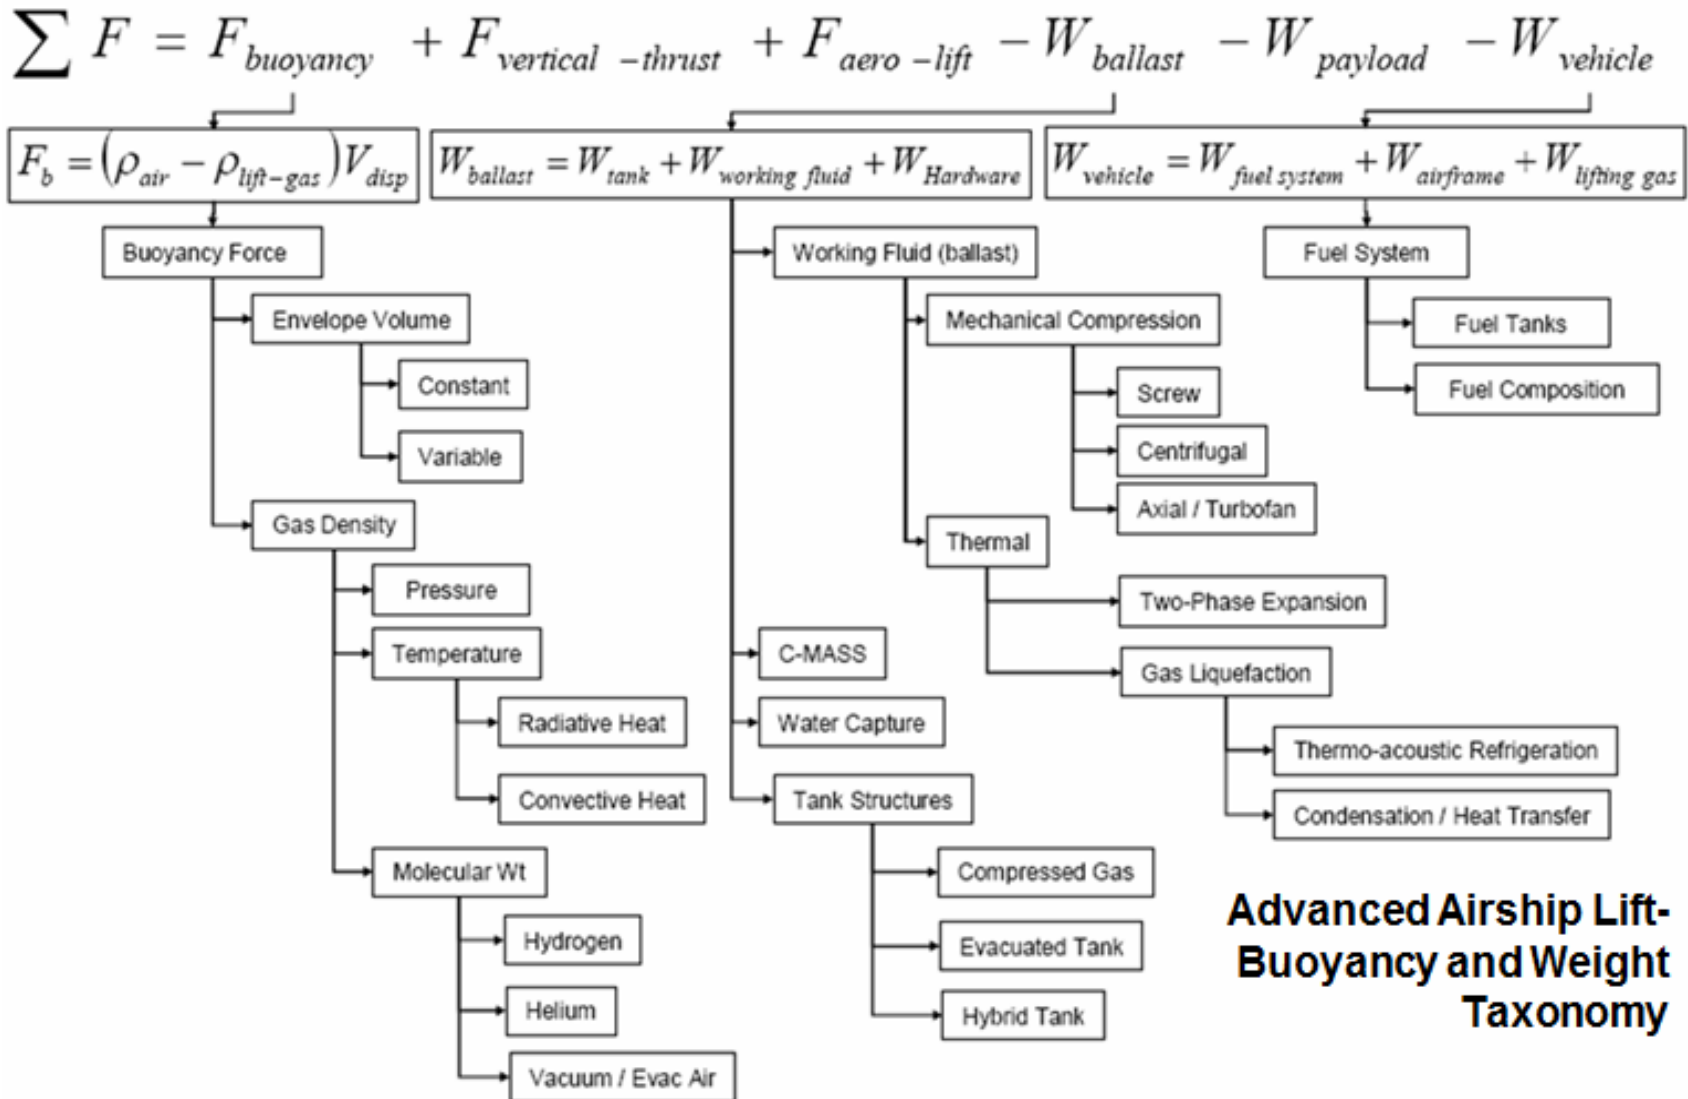 ∑ F = F_buoyancy + F_vertical-thrust + F_aero-lift − W_ballast − W_payload − W_vehicle
F_b = (ρ_air − ρ_lift-gas) V_disp
W_ballast = W_tank + W_working fluid + W_Hardware
W_vehicle = W_fuel system + W_airframe + W_lifting gas
Buoyancy Force
Envelope Volume
Constant
Variable
Gas Density
Pressure
Temperature
Radiative Heat
Convective Heat
Molecular Wt
Hydrogen
Helium
Vacuum / Evac Air
Working Fluid (ballast)
Mechanical Compression
Screw
Centrifugal
Axial / Turbofan
Thermal
Two-Phase Expansion
Gas Liquefaction
Thermo-acoustic Refrigeration
Condensation / Heat Transfer
C-MASS
Water Capture
Tank Structures
Compressed Gas
Evacuated Tank
Hybrid Tank
Fuel System
Fuel Tanks
Fuel Composition
Advanced Airship Lift-
Buoyancy and Weight
Taxonomy